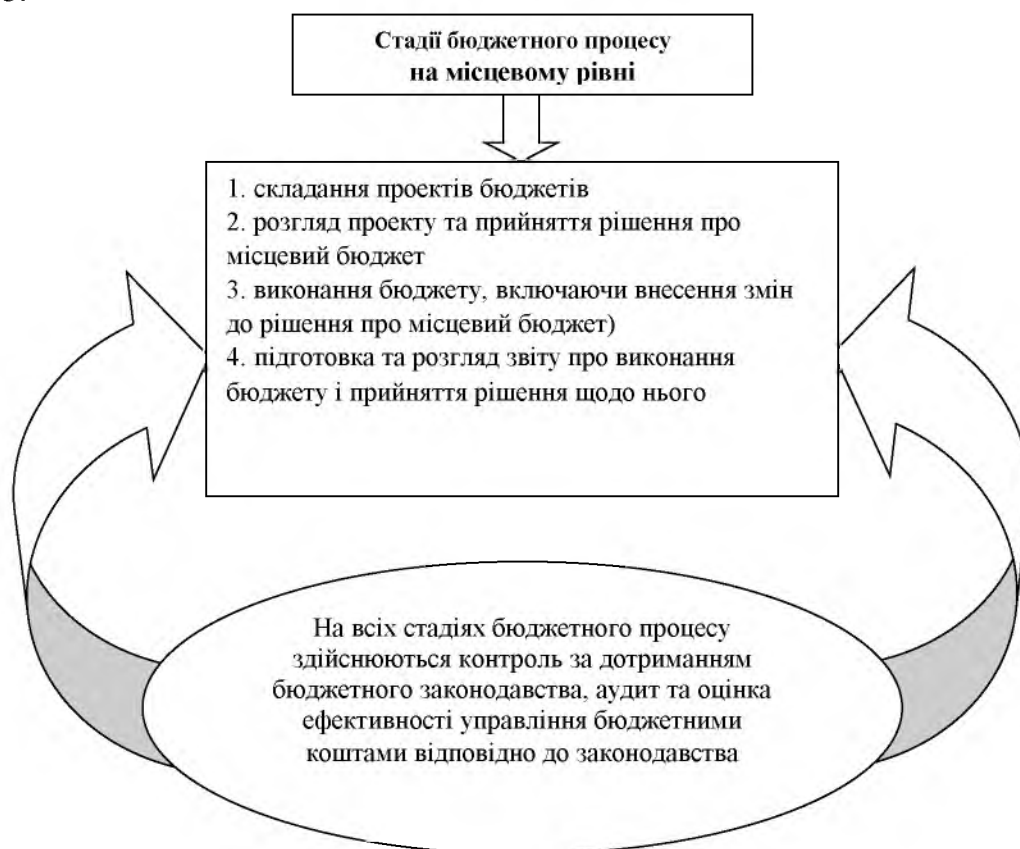 Стадії бюджетного процесу
на місцевому рівні
1. складання проектів бюджетів
2. розгляд проекту та прийняття рішення про
місцевий бюджет
3. виконання бюджету, включаючи внесення змін
до рішення про місцевий бюджет)
4. підготовка та розгляд звіту про виконання
бюджету і прийняття рішення щодо нього
На всіх стадіях бюджетного процесу
здійснюються контроль за дотриманням
бюджетного законодавства, аудит та оцінка
ефективності управління бюджетними
коштами відповідно до законодавства